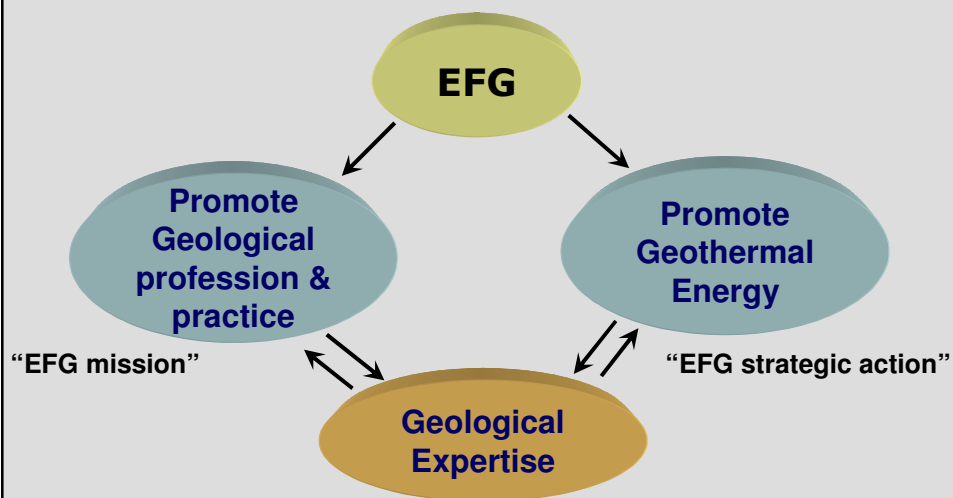 EFG
Promote
Geological
profession &
practice
Promote
Geothermal
Energy
“EFG mission”
“EFG strategic action”
Geological
Expertise